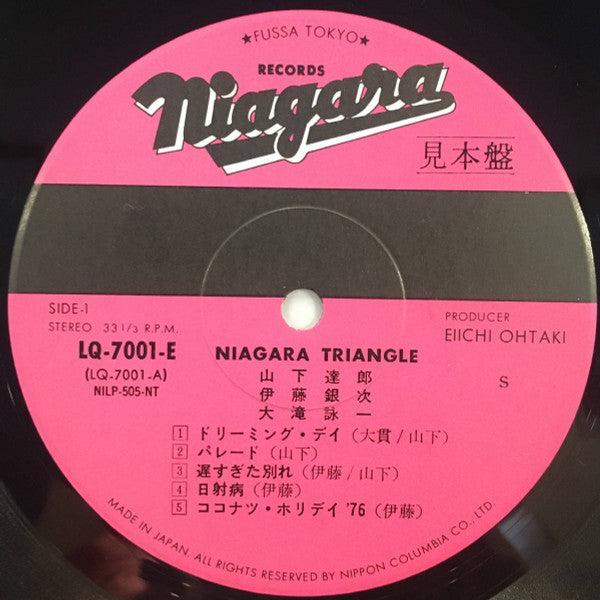 ★FUSSA TOKYO★
RECORDS
Niagara
見本盤
SIDE-1
STEREO 33 1/3 R.P.M.
PRODUCER
EIICHI OHTAKI
LQ-7001-E
NIAGARA TRIANGLE
(LQ-7001-A)
NILP-505-NT
山下達郎
伊藤銀次
大滝詠一
S
1 ドリーミング・デイ(大貫/山下)
2 パレード(山下)
3 遅すぎた別れ(伊藤/山下)
4 日射病(伊藤)
5 ココナツ・ホリデイ '76(伊藤)
MADE IN JAPAN. ALL RIGHTS RESERVED BY NIPPON COLUMBIA CO., LTD.